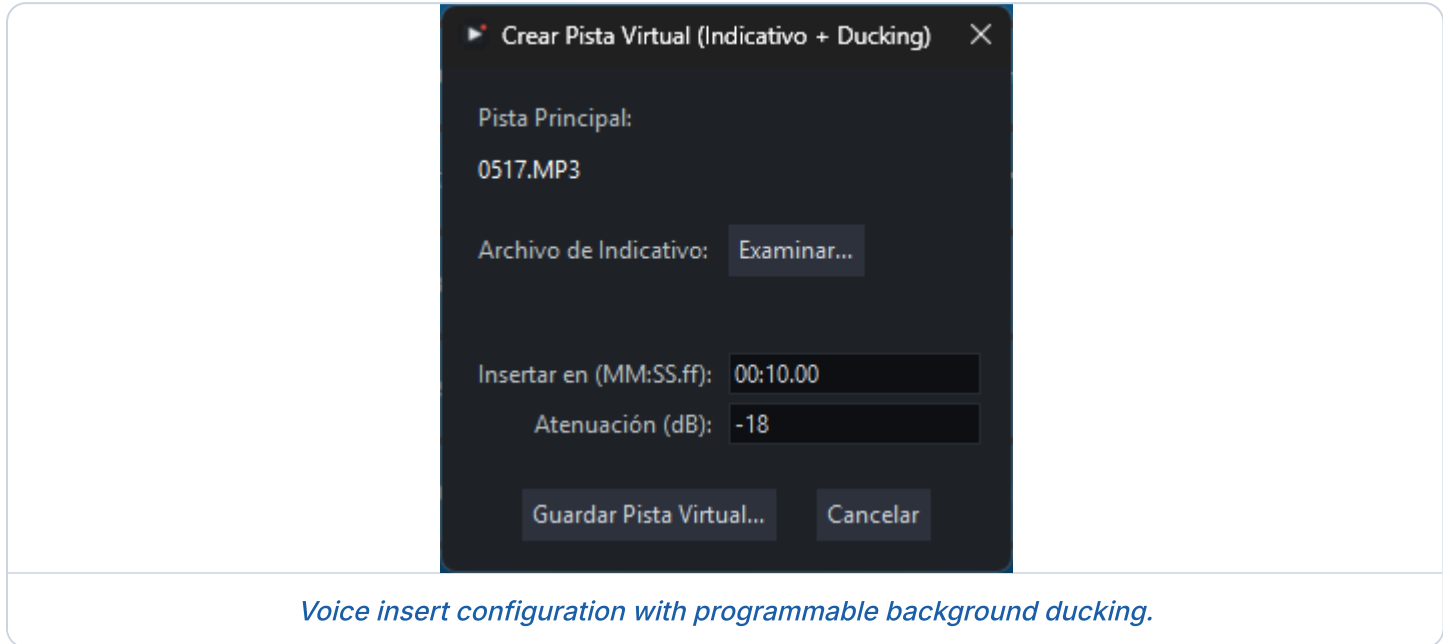 Crear Pista Virtual (Indicativo + Ducking)
Pista Principal:
0517.MP3
Archivo de Indicativo: Examinar...
Insertar en (MM:SS.ff): 00:10.00
Atenuación (dB): -18
Guardar Pista Virtual... Cancelar
Voice insert configuration with programmable background ducking.